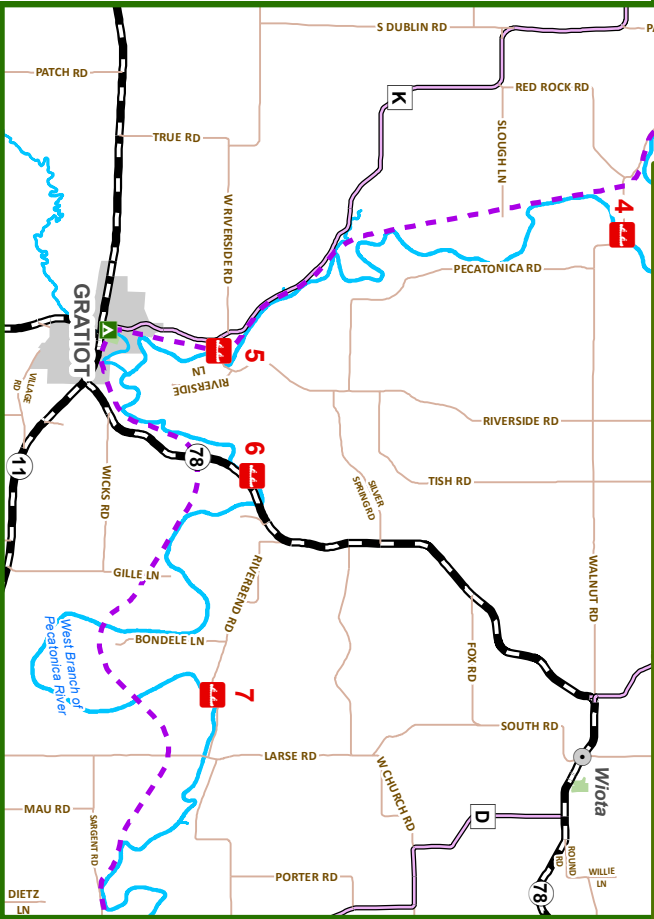 S DUBLIN RD
PA
PATCH RD
RED ROCK RD
K
TRUE RD
SLOUGH LN
W RIVERSIDE RD
4
PECATONICA RD
GRATIOT
5
RIVERSIDE
LN
VILLAGE
RD
RIVERSIDE RD
6
78
11
WICKS RD
TISH RD
SILVER
SPRING RD
GILLE LN
RIVERBEND RD
WALNUT RD
BONDELE LN
West Branch of
Pecatonica River
FOX RD
7
SOUTH RD
LARSE RD
Wiota
W CHURCH RD
MAU RD
SARGENT RD
D
ROUND
RD
WILLIE
LN
PORTER RD
78
DIETZ
LN